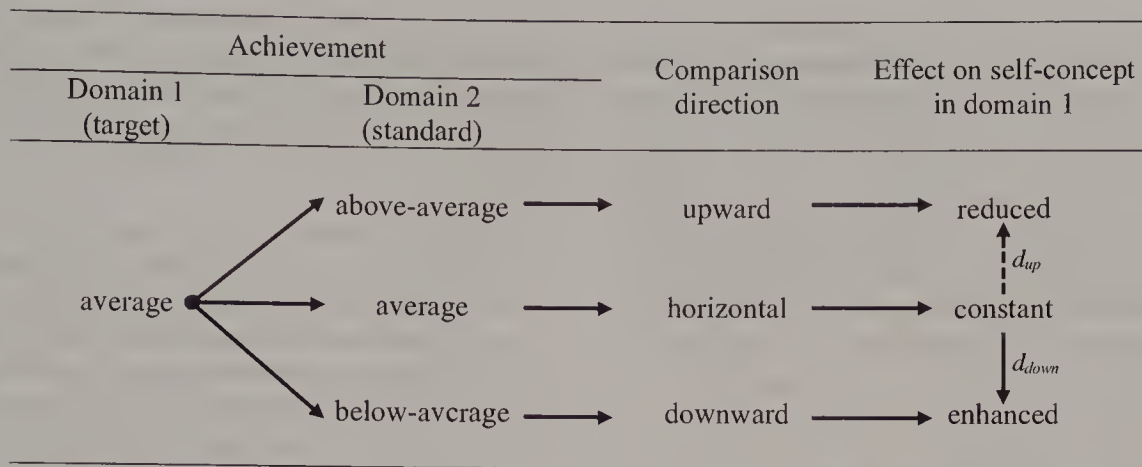 Achievement
Comparison direction
Effect on self-concept in domain 1
Domain 1 (target)
Domain 2 (standard)
above-average upward reduced
d_up
average average horizontal constant
d_down
below-average downward enhanced